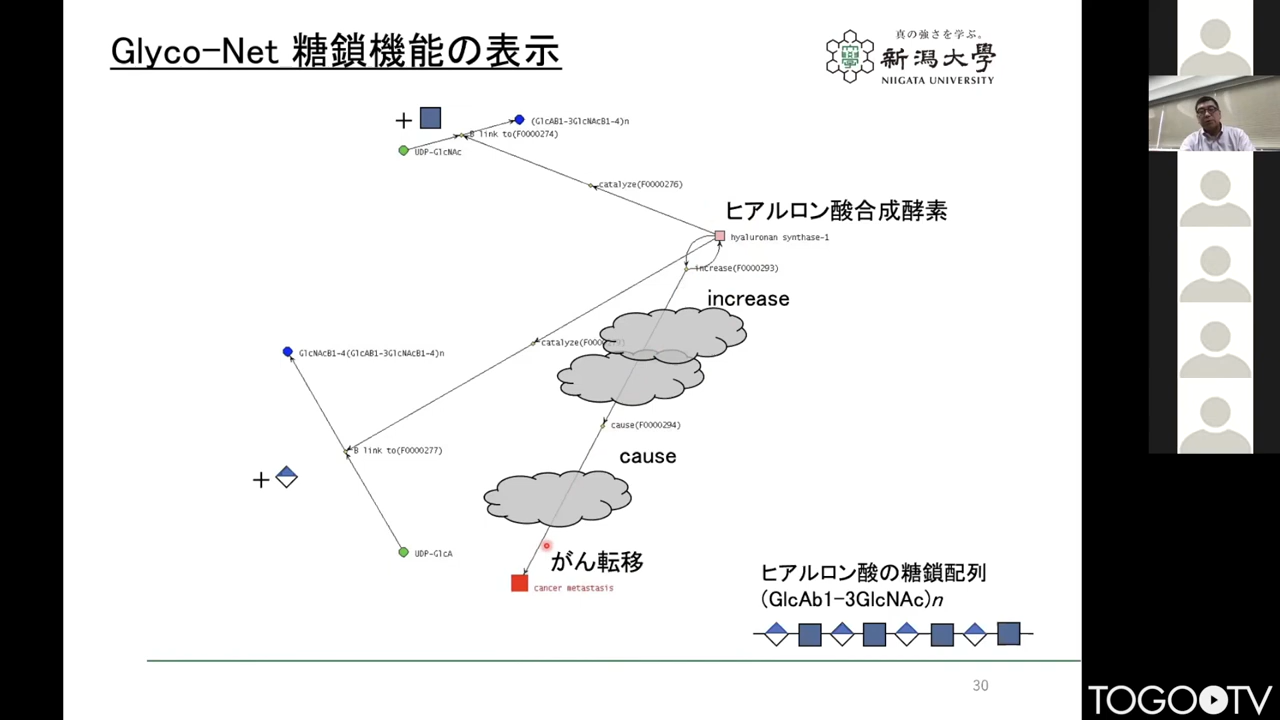 Glyco-Net 糖鎖機能の表示
真の強さを学ぶ。
新潟大学
NIIGATA UNIVERSITY
+
(GlcAB1-3GlcNAcB1-4)n
B link to(F0000274)
UDP-GlcNAc
catalyze(F0000276)
ヒアルロン酸合成酵素
hyaluronan synthase-1
increase(F0000293)
increase
catalyze(F000
GlcNAcB1-4(GlcAB1-3GlcNAcB1-4)n
cause(F0000294)
B link to(F0000277)
cause
+
UDP-GlcA
がん転移
cancer metastasis
ヒアルロン酸の糖鎖配列
(GlcAb1-3GlcNAc)n
30
TOGO TV